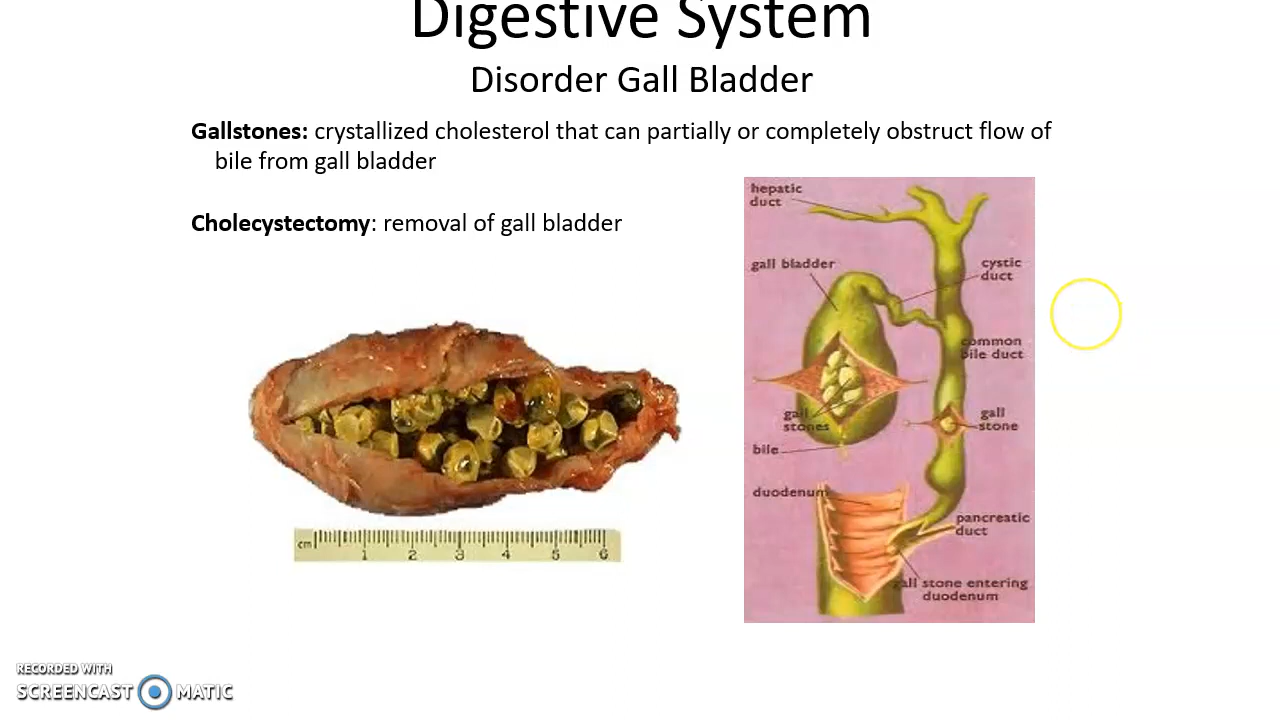 Digestive System
Disorder Gall Bladder
Gallstones: crystallized cholesterol that can partially or completely obstruct flow of
bile from gall bladder
Cholecystectomy: removal of gall bladder
hepatic
duct
gall bladder
cystic
duct
common
bile duct
gall
stones
gall
stone
bile
duodenum
pancreatic
duct
gall stone entering
duodenum
cm 1 2 3 4 5 6
RECORDED WITH
SCREENCAST MATIC